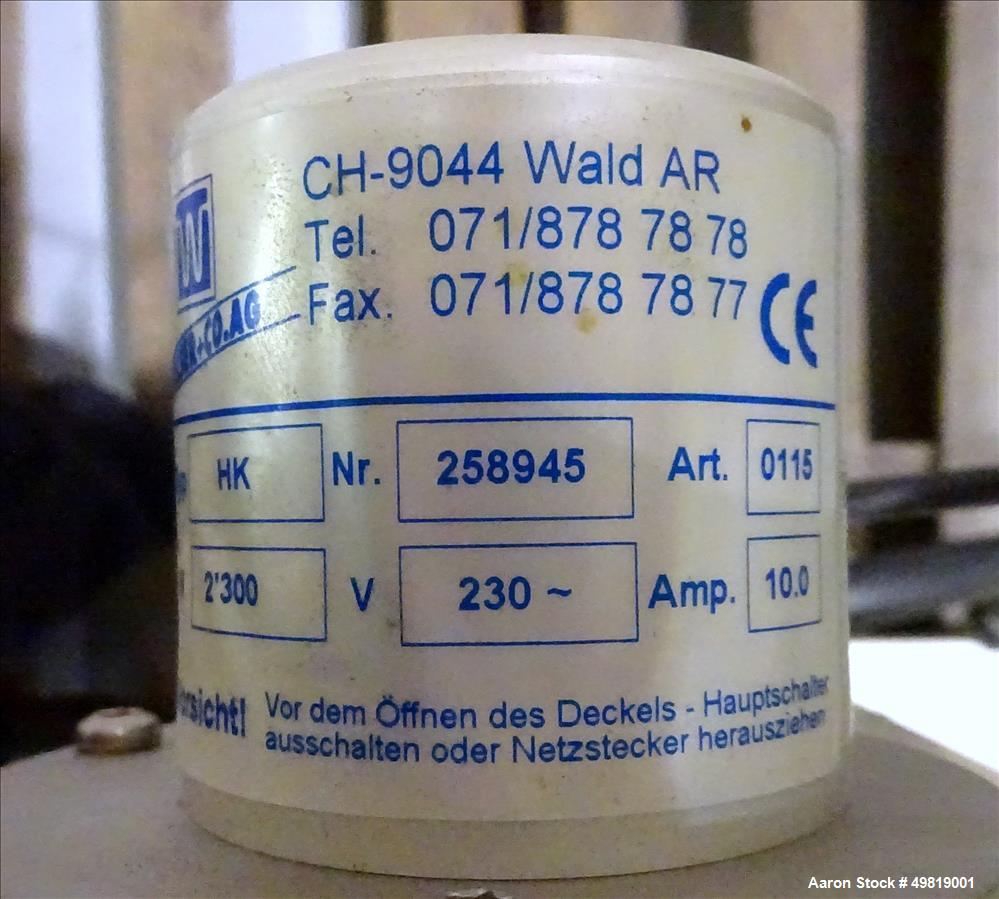 CH-9044 Wald AR
W
Tel. 071/878 78 78
Fax. 071/878 78 77
CE
HK Nr. 258945 Art. 0115
2'300 V 230 ~ Amp. 10.0
Vor dem Öffnen des Deckels - Hauptschalter
ausschalten oder Netzstecker herausziehen
Aaron Stock # 49819001